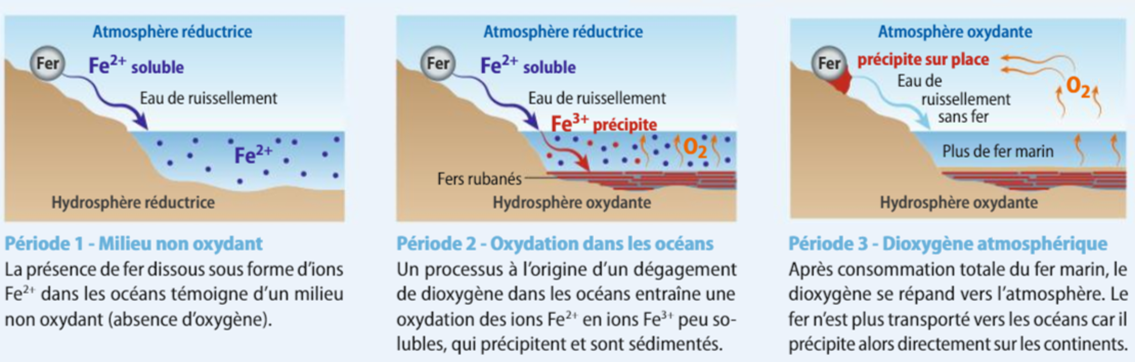 Atmosphère réductrice
Fer
Fe²⁺ soluble
Eau de ruissellement
Fe²⁺
Hydrosphère réductrice
Période 1 - Milieu non oxydant
La présence de fer dissous sous forme d’ions
Fe²⁺ dans les océans témoigne d’un milieu
non oxydant (absence d’oxygène).
Atmosphère réductrice
Fer
Fe²⁺ soluble
Eau de ruissellement
Fe³⁺ précipite
O₂
Fers rubanés
Hydrosphère oxydante
Période 2 - Oxydation dans les océans
Un processus à l’origine d’un dégagement
de dioxygène dans les océans entraîne une
oxydation des ions Fe²⁺ en ions Fe³⁺ peu so-
lubles, qui précipitent et sont sédimentés.
Atmosphère oxydante
Fer
précipite sur place
O₂
Eau de
ruissellement
sans fer
Plus de fer marin
Hydrosphère oxydante
Période 3 - Dioxygène atmosphérique
Après consommation totale du fer marin, le
dioxygène se répand vers l’atmosphère. Le
fer n’est plus transporté vers les océans car il
précipite alors directement sur les continents.